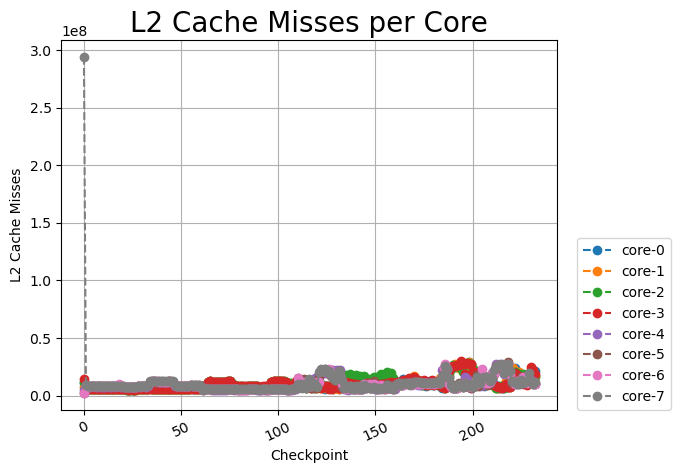 L2 Cache Misses per Core
1e8
3.0
2.5
2.0
1.5
1.0
0.5
0.0
L2 Cache Misses
0
50
100
150
200
Checkpoint
core-0
core-1
core-2
core-3
core-4
core-5
core-6
core-7